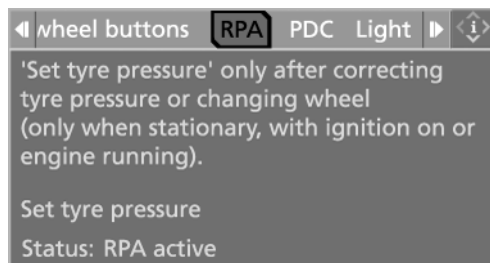 wheel buttons RPA PDC Light i
'Set tyre pressure' only after correcting
tyre pressure or changing wheel
(only when stationary, with ignition on or
engine running).
Set tyre pressure
Status: RPA active